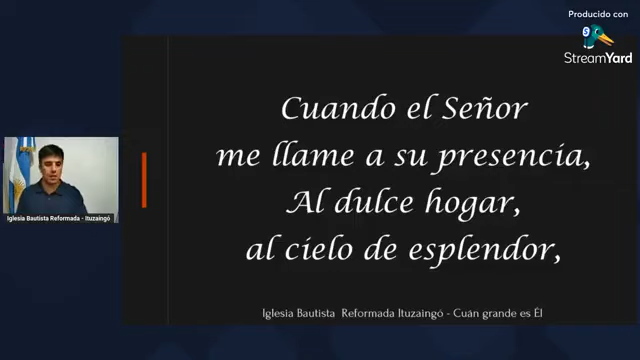 Producido con
StreamYard
Cuando el Señor
me llame a su presencia,
Al dulce hogar,
al cielo de esplendor,
Iglesia Bautista Reformada - Ituzaingó
Iglesia Bautista Reformada Ituzaingó - Cuán grande es Él